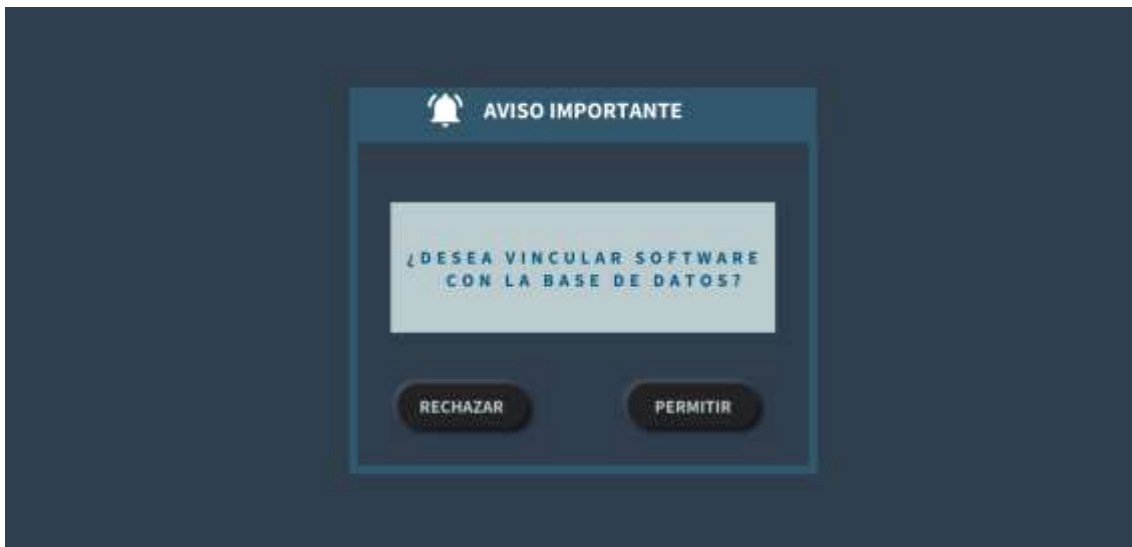 AVISO IMPORTANTE
¿DESEA VINCULAR SOFTWARE
CON LA BASE DE DATOS?
RECHAZAR
PERMITIR